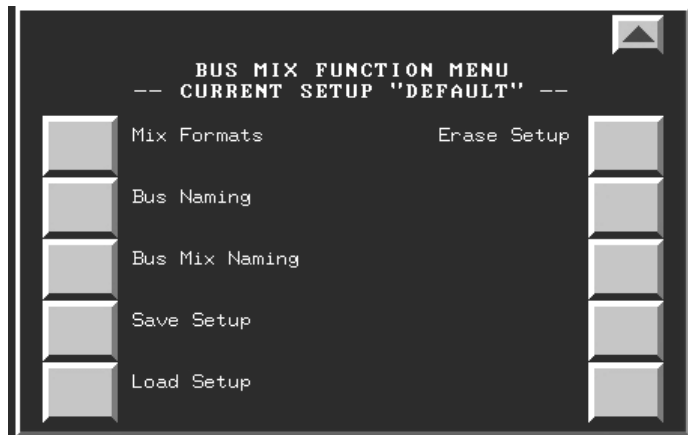 BUS MIX FUNCTION MENU
-- CURRENT SETUP "DEFAULT" --
Mix Formats Erase Setup
Bus Naming
Bus Mix Naming
Save Setup
Load Setup